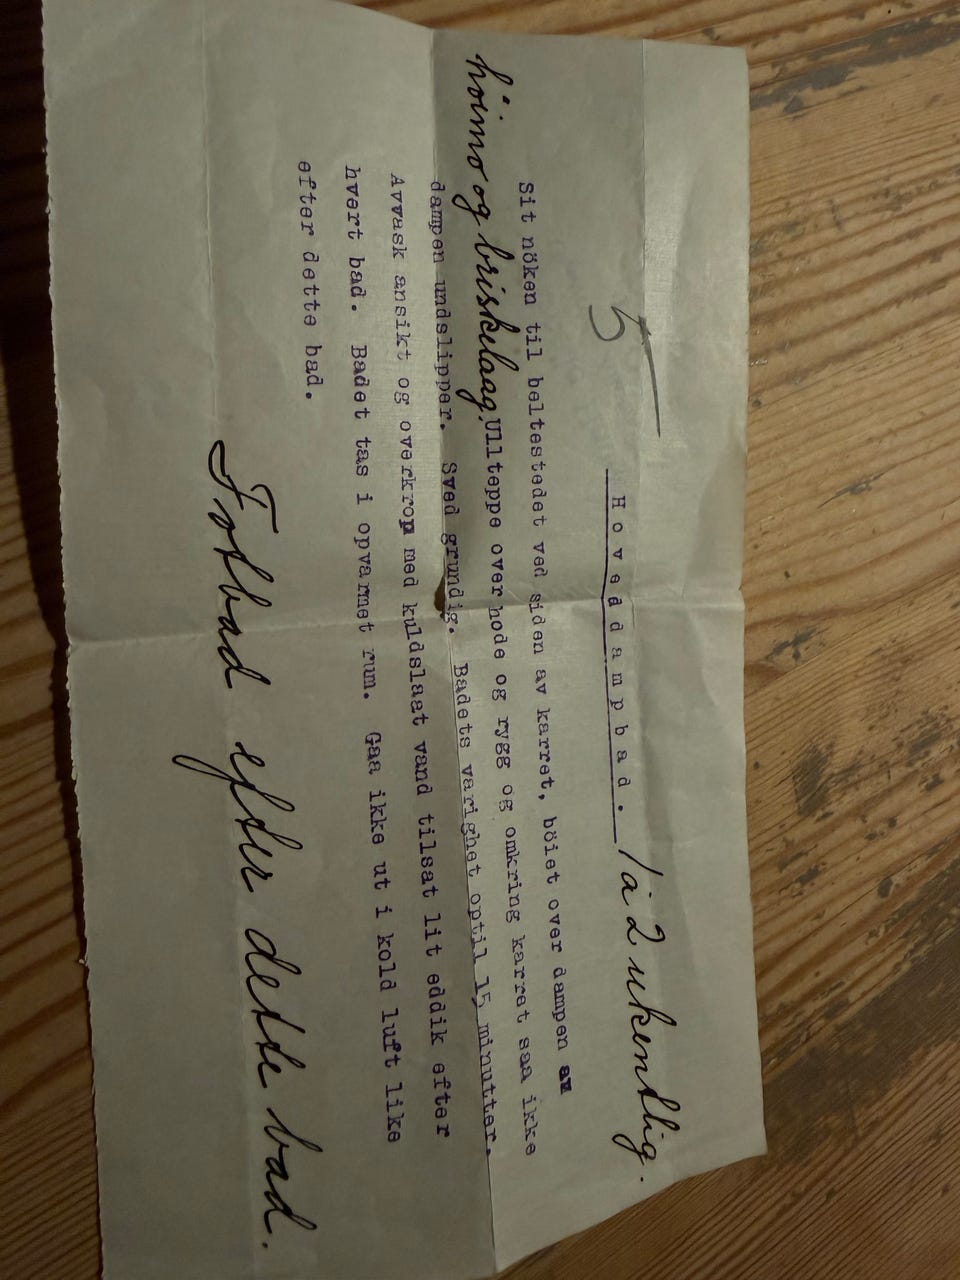 5
Hoveddampbad. 1 à 2 ukentlig.
Sit nöken til beltestedet ved siden av karret, böiet over dampen av
höimo og briskelaag. Ullteppe over hode og rygg og omkring karret saa ikke
dampen undslipper. Sved grundig. Badets varighet optil 15 minutter.
Avvask ansikt og overkrop med kuldslaat vand tilsat lit eddik efter
hvert bad. Badet tas i opvarmet rum. Gaa ikke ut i kold luft like
efter dette bad.
Fotbad efter dette bad.